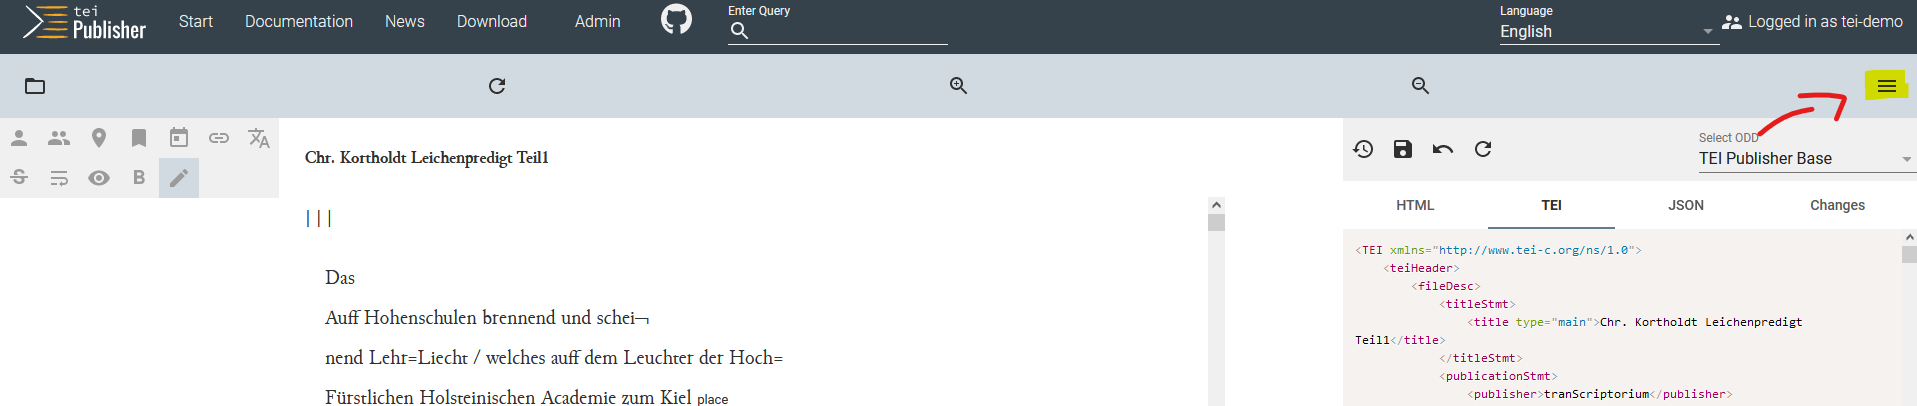 tei
Publisher
Start Documentation News Download Admin
Enter Query
Language
English
Logged in as tei-demo
Select ODD
TEI Publisher Base
B
Chr. Kortholdt Leichenpredigt Teil1
| | |
Das
Auff Hohenschulen brennend und schei¬
nend Lehr=Liecht / welches auff dem Leuchter der Hoch=
Fürstlichen Holsteinischen Academie zum Kiel place
HTML TEI JSON Changes
<TEI xmlns="http://www.tei-c.org/ns/1.0">
<teiHeader>
<fileDesc>
<titleStmt>
<title type="main">Chr. Kortholdt Leichenpredigt
Teil1</title>
</titleStmt>
<publicationStmt>
<publisher>tranScriptorium</publisher>